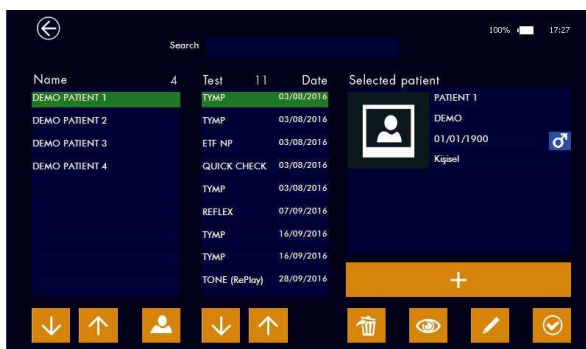 100% 17:27
Search
Name 4
DEMO PATIENT 1
DEMO PATIENT 2
DEMO PATIENT 3
DEMO PATIENT 4
Test 11 Date
TYMP 03/08/2016
TYMP 03/08/2016
ETF NP 03/08/2016
QUICK CHECK 03/08/2016
TYMP 03/08/2016
REFLEX 07/09/2016
TYMP 16/09/2016
TYMP 16/09/2016
TONE (RePlay) 28/09/2016
Selected patient
PATIENT 1
DEMO
01/01/1900
Kişisel